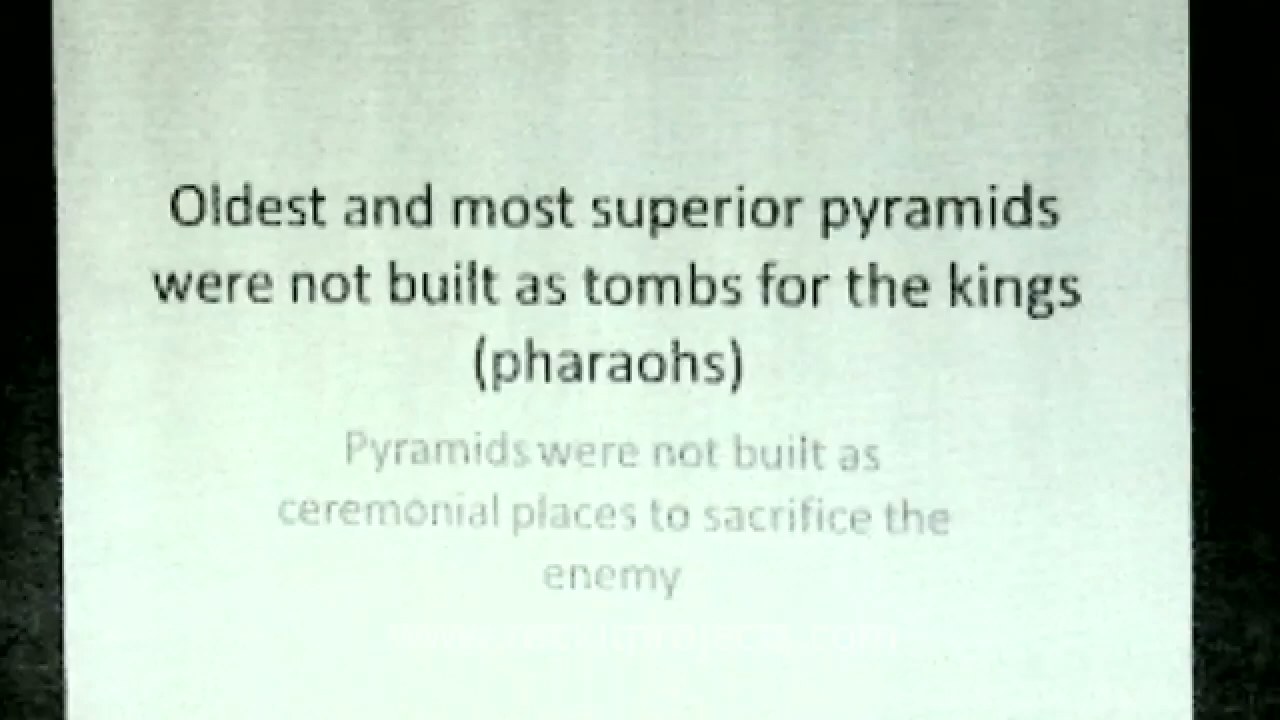 Oldest and most superior pyramids
were not built as tombs for the kings
(pharaohs)
Pyramids were not built as
ceremonial places to sacrifice the
enemy